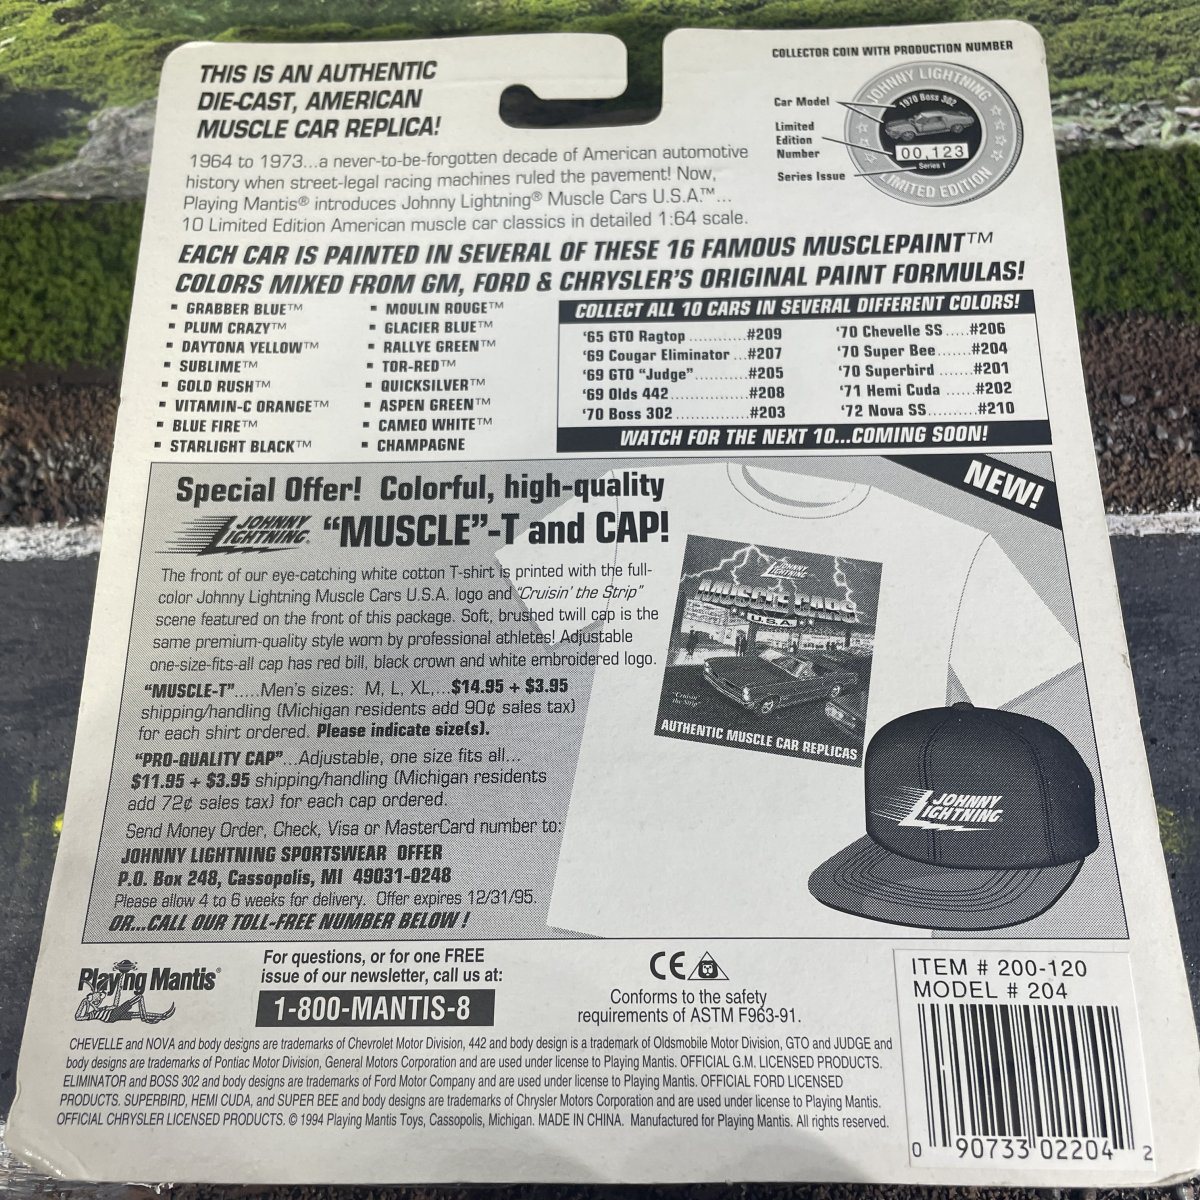 THIS IS AN AUTHENTIC
DIE-CAST, AMERICAN
MUSCLE CAR REPLICA!
1964 to 1973...a never-to-be-forgotten decade of American automotive
history when street-legal racing machines ruled the pavement! Now,
Playing Mantis® introduces Johnny Lightning® Muscle Cars U.S.A.™...
10 Limited Edition American muscle car classics in detailed 1:64 scale.
COLLECTOR COIN WITH PRODUCTION NUMBER
Car Model
Limited
Edition
Number
Series Issue
JOHNNY LIGHTNING
1970 Boss 302
00,123
Series 1
LIMITED EDITION
EACH CAR IS PAINTED IN SEVERAL OF THESE 16 FAMOUS MUSCLEPAINT™
COLORS MIXED FROM GM, FORD & CHRYSLER'S ORIGINAL PAINT FORMULAS!
▪ GRABBER BLUE™
▪ PLUM CRAZY™
▪ DAYTONA YELLOW™
▪ SUBLIME™
▪ GOLD RUSH™
▪ VITAMIN-C ORANGE™
▪ BLUE FIRE™
▪ STARLIGHT BLACK™
▪ MOULIN ROUGE™
▪ GLACIER BLUE™
▪ RALLYE GREEN™
▪ TOR-RED™
▪ QUICKSILVER™
▪ ASPEN GREEN™
▪ CAMEO WHITE™
▪ CHAMPAGNE
COLLECT ALL 10 CARS IN SEVERAL DIFFERENT COLORS!
'65 GTO Ragtop ............#209
'69 Cougar Eliminator ...#207
'69 GTO "Judge"...........#205
'69 Olds 442................#208
'70 Boss 302...............#203
'70 Chevelle SS .....#206
'70 Super Bee.......#204
'70 Superbird .......#201
'71 Hemi Cuda ......#202
'72 Nova SS..........#210
WATCH FOR THE NEXT 10...COMING SOON!
NEW!
Special Offer! Colorful, high-quality
JOHNNY LIGHTNING® "MUSCLE"-T and CAP!
The front of our eye-catching white cotton T-shirt is printed with the full-
color Johnny Lightning Muscle Cars U.S.A. logo and "Cruisin' the Strip"
scene featured on the front of this package. Soft, brushed twill cap is the
same premium-quality style worn by professional athletes! Adjustable
one-size-fits-all cap has red bill, black crown and white embroidered logo.
"MUSCLE-T".....Men's sizes: M, L, XL,...$14.95 + $3.95
shipping/handling (Michigan residents add 90¢ sales tax)
for each shirt ordered. Please indicate size(s).
"PRO-QUALITY CAP"...Adjustable, one size fits all...
$11.95 + $3.95 shipping/handling (Michigan residents
add 72¢ sales tax) for each cap ordered.
Send Money Order, Check, Visa or MasterCard number to:
JOHNNY LIGHTNING SPORTSWEAR OFFER
P.O. Box 248, Cassopolis, MI 49031-0248
Please allow 4 to 6 weeks for delivery. Offer expires 12/31/95.
OR...CALL OUR TOLL-FREE NUMBER BELOW!
JOHNNY
LIGHTNING
MUSCLE CARS
U.S.A.
"Cruisin'
the Strip"
AUTHENTIC MUSCLE CAR REPLICAS
JOHNNY
LIGHTNING
Playing Mantis®
For questions, or for one FREE
issue of our newsletter, call us at:
1-800-MANTIS-8
CE
Conforms to the safety
requirements of ASTM F963-91.
ITEM # 200-120
MODEL # 204
0 90733 02204 2
CHEVELLE and NOVA and body designs are trademarks of Chevrolet Motor Division, 442 and body design is a trademark of Oldsmobile Motor Division, GTO and JUDGE and
body designs are trademarks of Pontiac Motor Division, General Motors Corporation and are used under license to Playing Mantis. OFFICIAL G.M. LICENSED PRODUCTS.
ELIMINATOR and BOSS 302 and body designs are trademarks of Ford Motor Company and are used under license to Playing Mantis. OFFICIAL FORD LICENSED
PRODUCTS. SUPERBIRD, HEMI CUDA, and SUPER BEE and body designs are trademarks of Chrysler Motors Corporation and are used under license to Playing Mantis.
OFFICIAL CHRYSLER LICENSED PRODUCTS. © 1994 Playing Mantis Toys, Cassopolis, Michigan. MADE IN CHINA. Manufactured for Playing Mantis. All rights reserved.